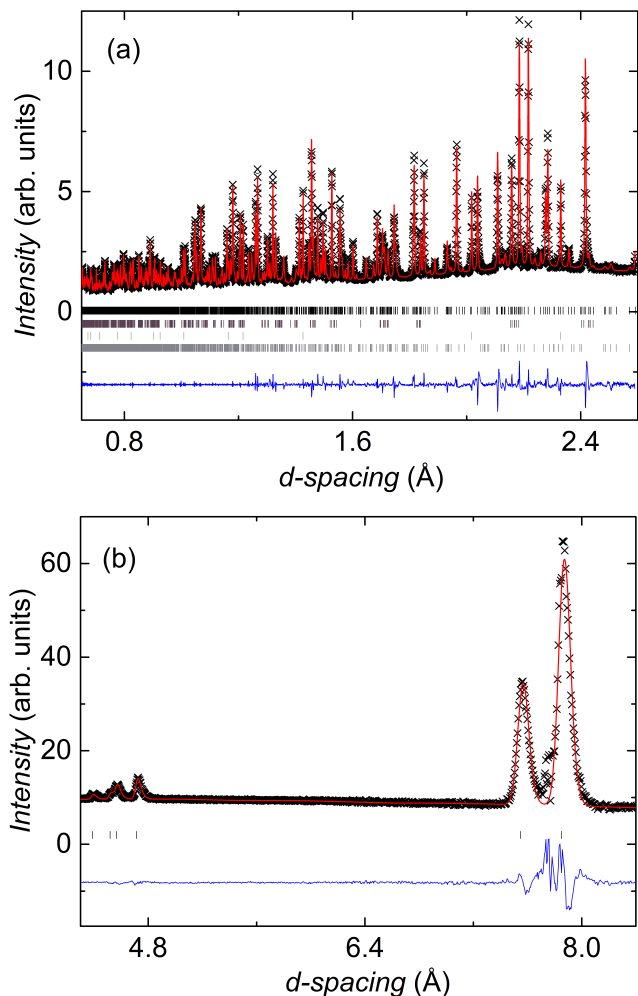 (a)
10
5
0
Intensity (arb. units)
0.8 1.6 2.4
d-spacing (Å)
(b)
60
40
20
0
Intensity (arb. units)
4.8 6.4 8.0
d-spacing (Å)